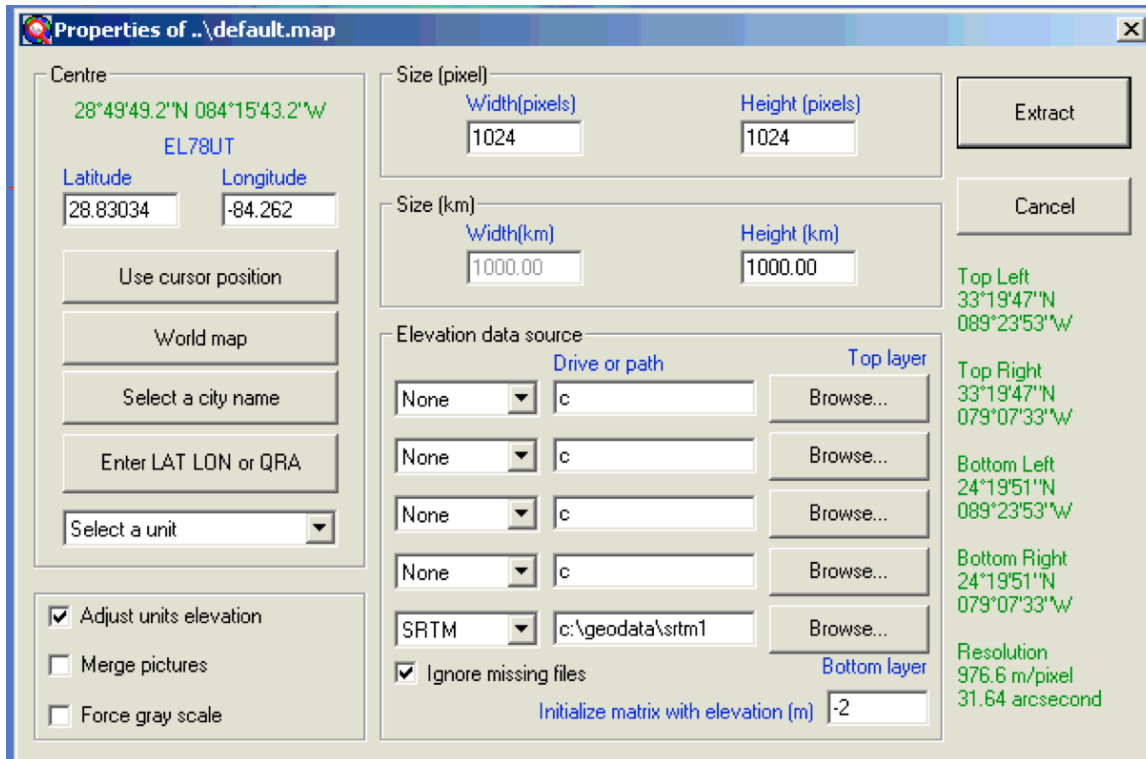 Properties of ..\default.map
Centre
28°49'49.2''N 084°15'43.2''W
EL78UT
Latitude Longitude
28.83034 -84.262
Use cursor position
World map
Select a city name
Enter LAT LON or QRA
Select a unit
Adjust units elevation
Merge pictures
Force gray scale
Size (pixel)
Width(pixels) Height (pixels)
1024 1024
Size (km)
Width(km) Height (km)
1000.00 1000.00
Elevation data source
Drive or path Top layer
None c Browse...
None c Browse...
None c Browse...
None c Browse...
SRTM c:\geodata\srtm1 Browse...
Ignore missing files Bottom layer
Initialize matrix with elevation (m) -2
Extract
Cancel
Top Left
33°19'47''N
089°23'53''W
Top Right
33°19'47''N
079°07'33''W
Bottom Left
24°19'51''N
089°23'53''W
Bottom Right
24°19'51''N
079°07'33''W
Resolution
976.6 m/pixel
31.64 arcsecond